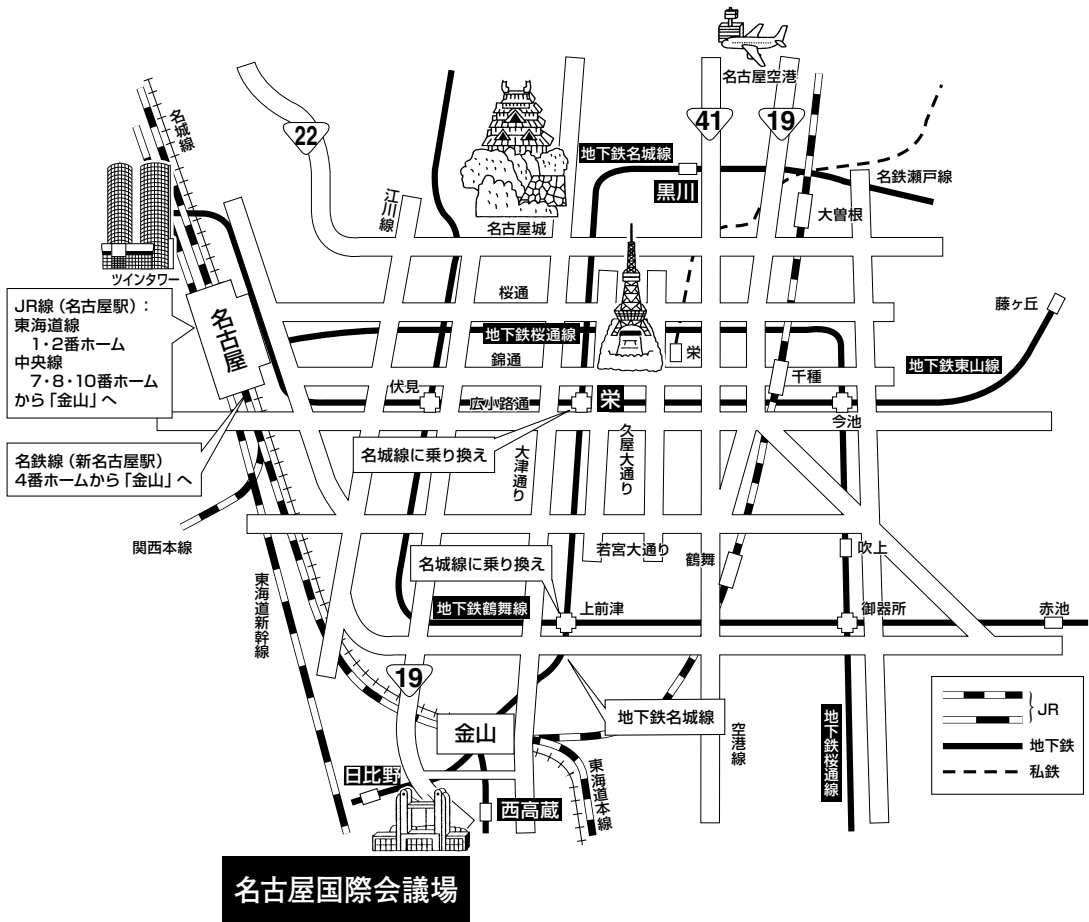 名古屋空港
22
41
19
地下鉄名城線
黒川
名鉄瀬戸線
名城線
江川線
大曽根
名古屋城
ツインタワー
桜通
藤ヶ丘
JR線(名古屋駅):
東海道線
1・2番ホーム
中央線
7・8・10番ホーム
から「金山」へ
名古屋
地下鉄桜通線
錦通
栄
千種
地下鉄東山線
伏見
広小路通
栄
今池
名鉄線(新名古屋駅)
4番ホームから「金山」へ
名城線に乗り換え
大津通り
久屋大通り
関西本線
若宮大通り
鶴舞
吹上
名城線に乗り換え
東海道新幹線
地下鉄鶴舞線
上前津
御器所
赤池
19
地下鉄名城線
金山
空港線
地下鉄桜通線
JR
地下鉄
私鉄
日比野
西高蔵
東海道本線
名古屋国際会議場